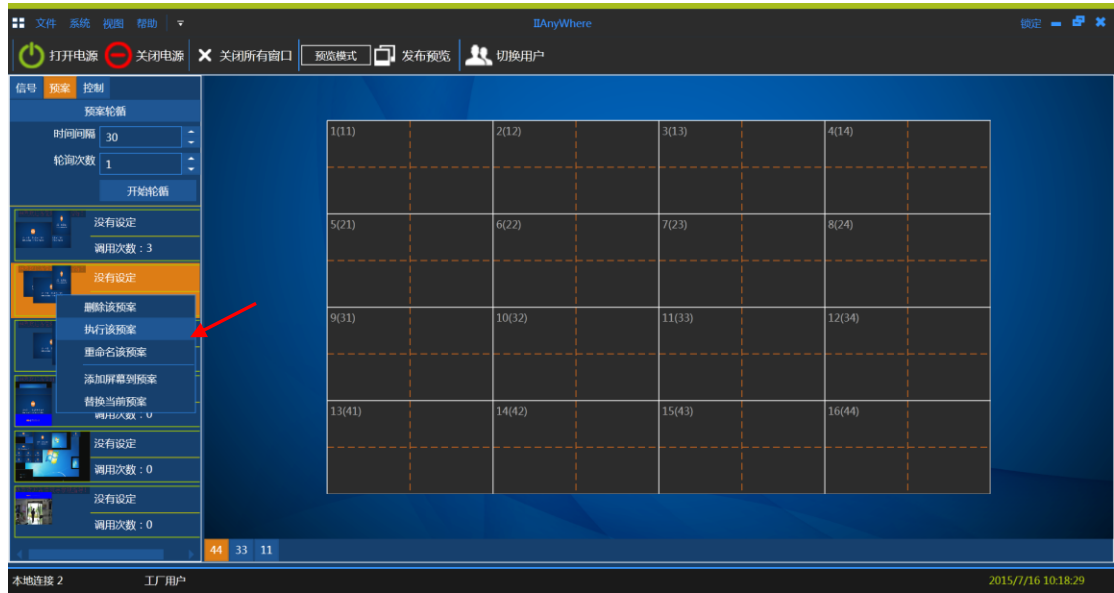 文件 系统 视图 帮助 IIAnyWhere 锁定
打开电源 关闭电源 关闭所有窗口 预览模式 发布预览 切换用户
信号 预案 控制
预案轮循
时间间隔 30
轮询次数 1
开始轮循
没有设定
调用次数：3
没有设定
删除该预案
执行该预案
重命名该预案
添加屏幕到预案
替换当前预案
调用次数：0
没有设定
调用次数：0
没有设定
调用次数：0
1(11) 2(12) 3(13) 4(14)
5(21) 6(22) 7(23) 8(24)
9(31) 10(32) 11(33) 12(34)
13(41) 14(42) 15(43) 16(44)
44 33 11
本地连接 2 工厂用户 2015/7/16 10:18:29